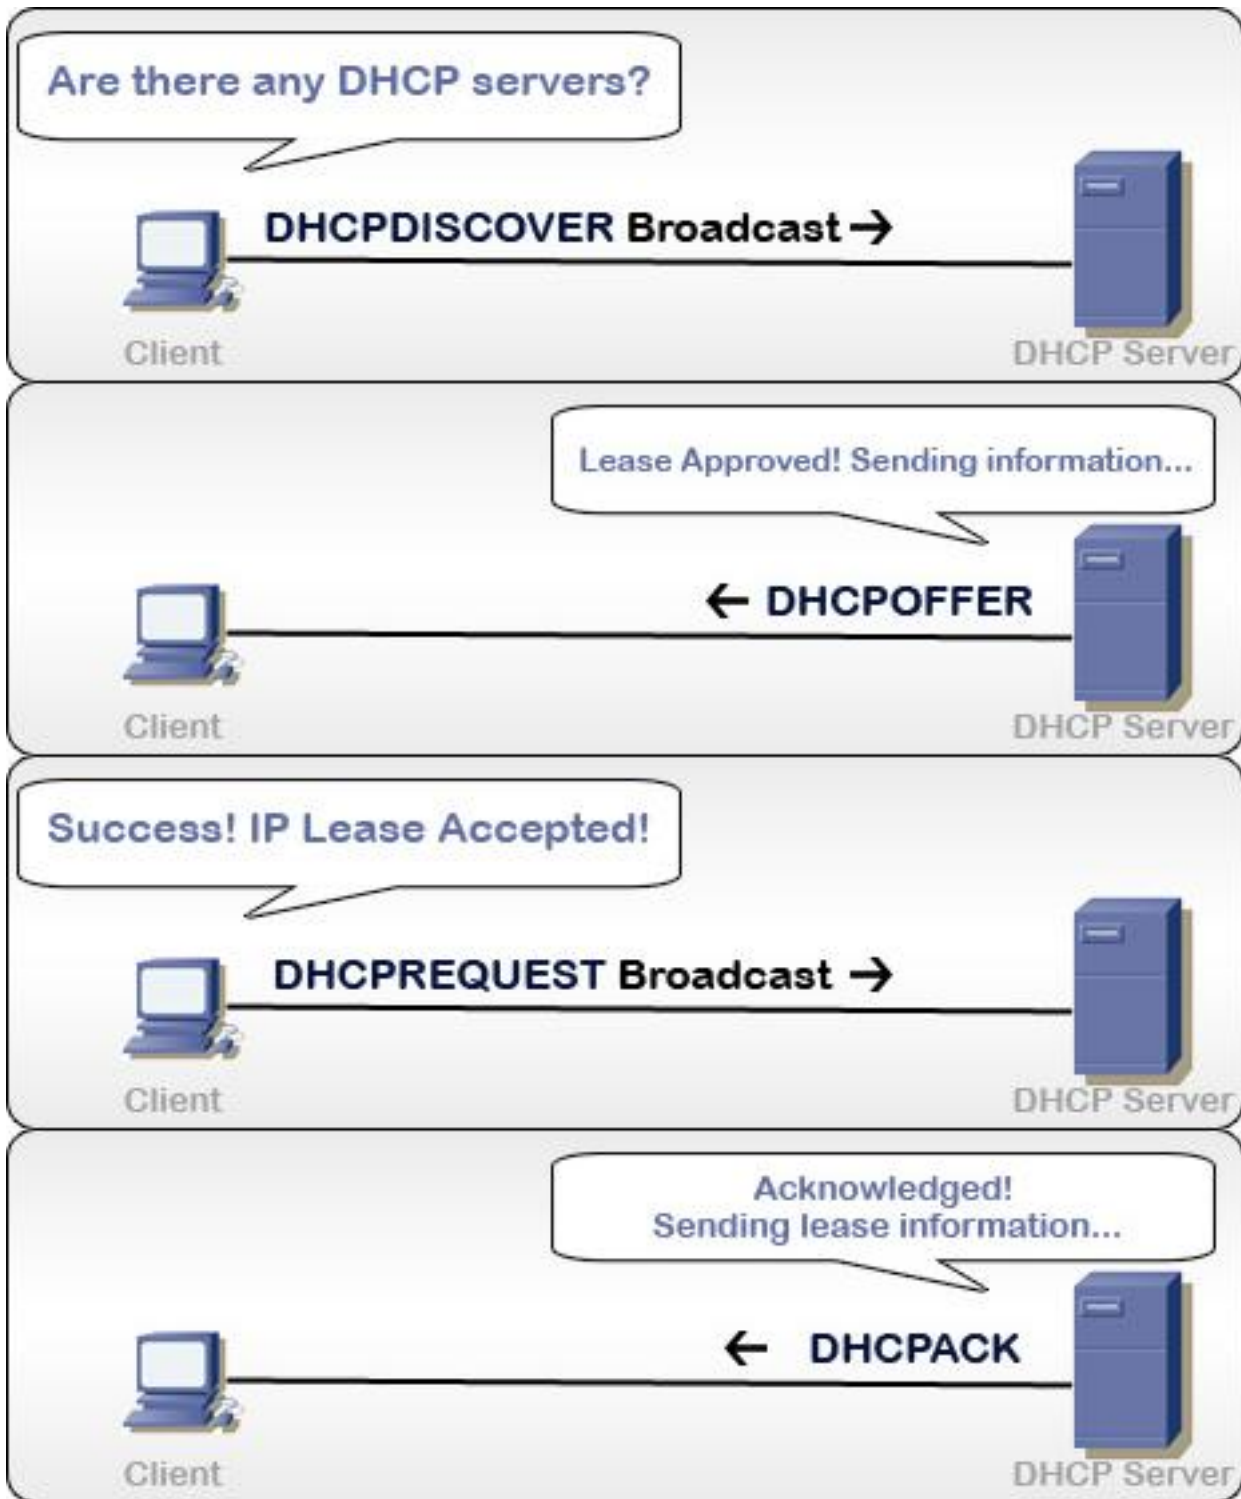 Are there any DHCP servers?
DHCPDISCOVER Broadcast →
Client
DHCP Server
Lease Approved! Sending information...
← DHCPOFFER
Client
DHCP Server
Success! IP Lease Accepted!
DHCPREQUEST Broadcast →
Client
DHCP Server
Acknowledged!
Sending lease information...
← DHCPACK
Client
DHCP Server